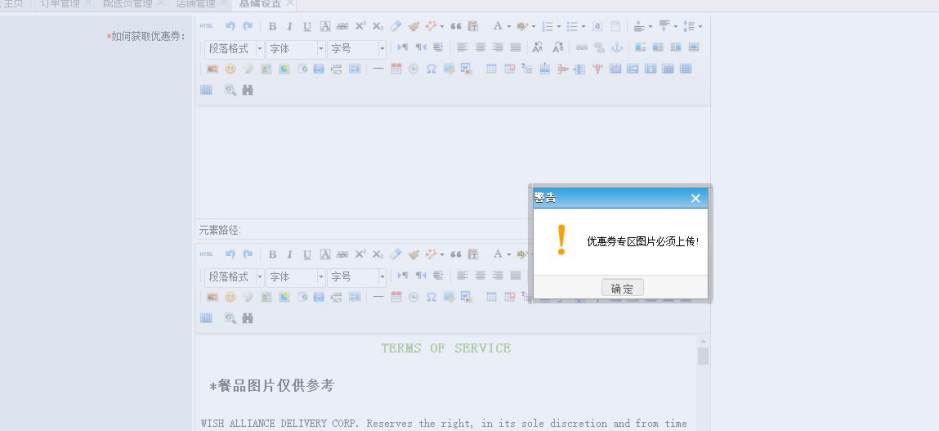 主页 订单管理 配送员管理 店铺管理 基础设置
*如何获取优惠券:
HTML
段落格式 字体 字号
元素路径:
警告
优惠券专区图片必须上传!
确定
HTML
段落格式 字体 字号
TERMS OF SERVICE
*餐品图片仅供参考
WISH ALLIANCE DELIVERY CORP. Reserves the right, in its sole discretion and from time